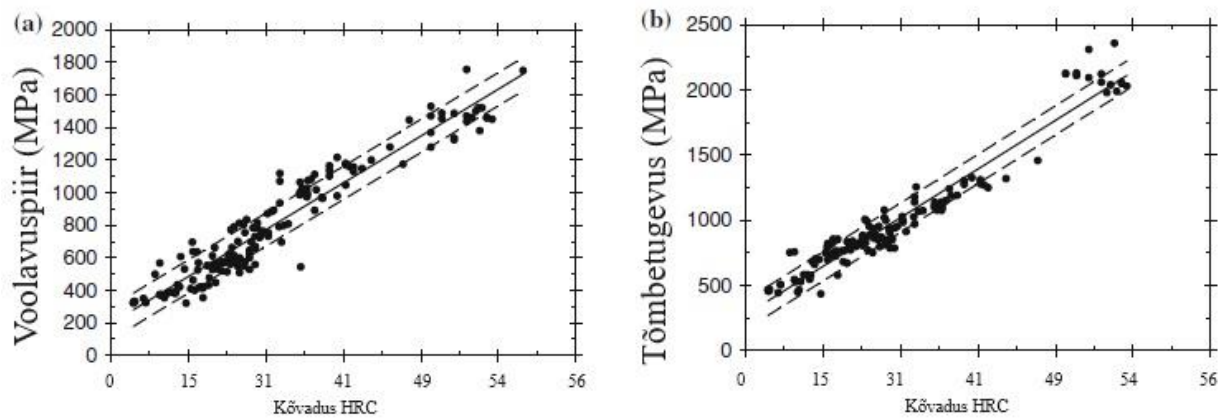 (a)
2000
1800
1600
1400
1200
1000
800
600
400
200
0
Voolavuspiir (MPa)
0 15 31 41 49 54 56
Kõvadus HRC
(b)
2500
2000
1500
1000
500
0
Tõmbetugevus (MPa)
0 15 31 41 49 54 56
Kõvadus HRC